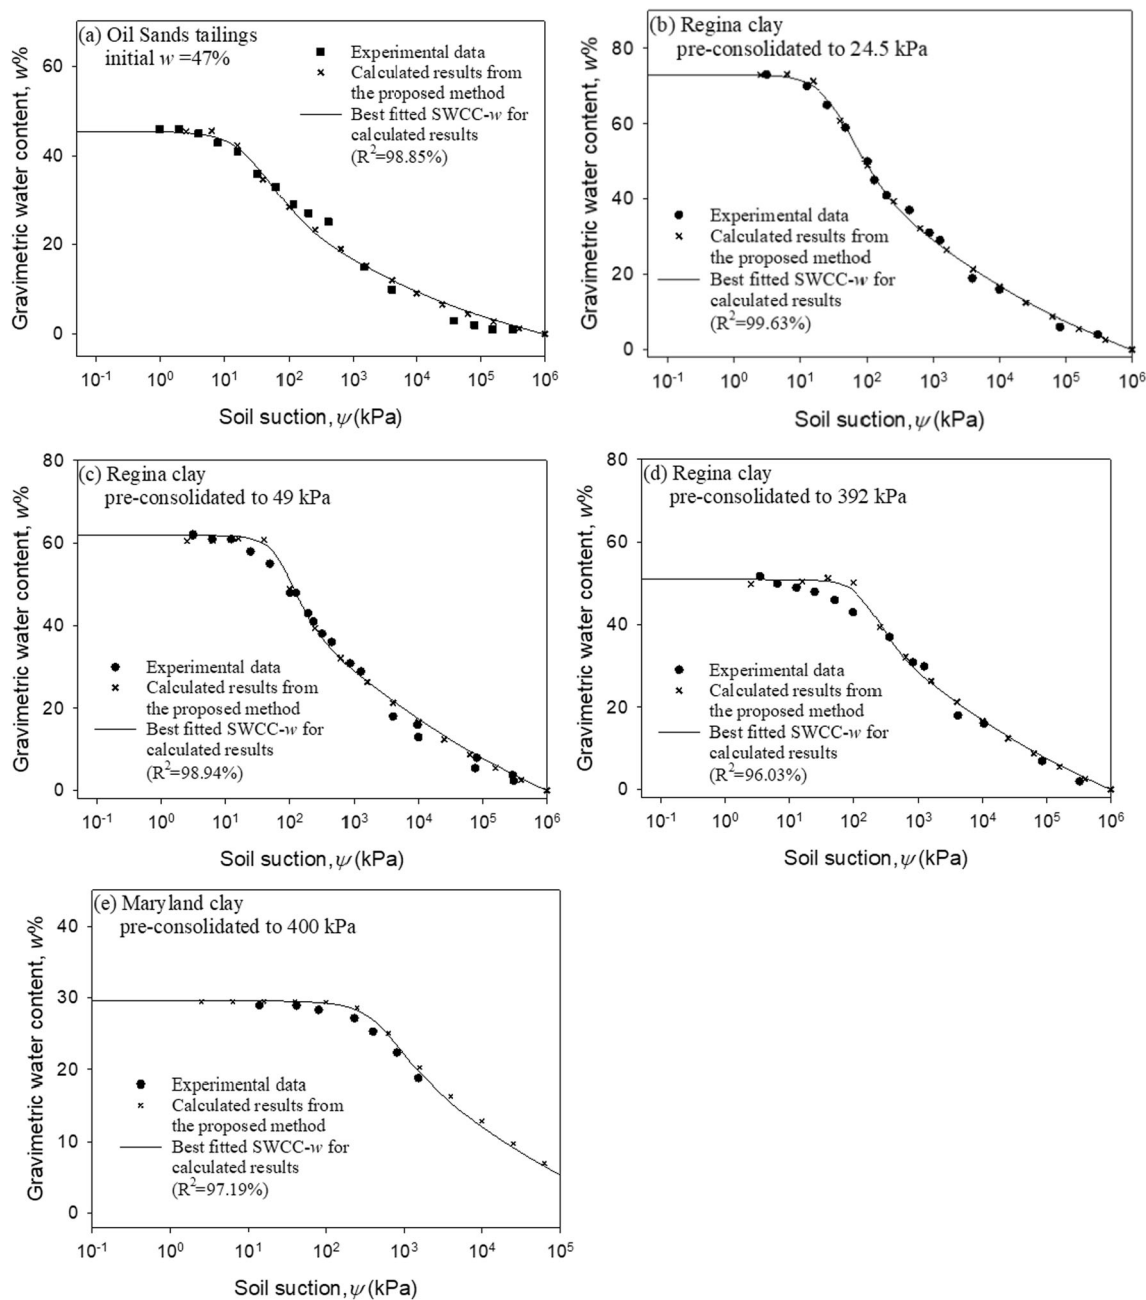 (a) Oil Sands tailings
initial w =47%
Experimental data
Calculated results from
the proposed method
Best fitted SWCC-w for
calculated results
(R²=98.85%)
Gravimetric water content, w%
60
40
20
0
10⁻¹ 10⁰ 10¹ 10² 10³ 10⁴ 10⁵ 10⁶
Soil suction, ψ (kPa)
(b) Regina clay
pre-consolidated to 24.5 kPa
Experimental data
Calculated results from
the proposed method
Best fitted SWCC-w for
calculated results
(R²=99.63%)
Gravimetric water content, w%
80
60
40
20
0
10⁻¹ 10⁰ 10¹ 10² 10³ 10⁴ 10⁵ 10⁶
Soil suction, ψ (kPa)
(c) Regina clay
pre-consolidated to 49 kPa
Experimental data
Calculated results from
the proposed method
Best fitted SWCC-w for
calculated results
(R²=98.94%)
Gravimetric water content, w%
80
60
40
20
0
10⁻¹ 10⁰ 10¹ 10² 10³ 10⁴ 10⁵ 10⁶
Soil suction, ψ (kPa)
(d) Regina clay
pre-consolidated to 392 kPa
Experimental data
Calculated results from
the proposed method
Best fitted SWCC-w for
calculated results
(R²=96.03%)
Gravimetric water content, w%
80
60
40
20
0
10⁻¹ 10⁰ 10¹ 10² 10³ 10⁴ 10⁵ 10⁶
Soil suction, ψ (kPa)
(e) Maryland clay
pre-consolidated to 400 kPa
Experimental data
Calculated results from
the proposed method
Best fitted SWCC-w for
calculated results
(R²=97.19%)
Gravimetric water content, w%
40
30
20
10
0
10⁻¹ 10⁰ 10¹ 10² 10³ 10⁴ 10⁵
Soil suction, ψ (kPa)